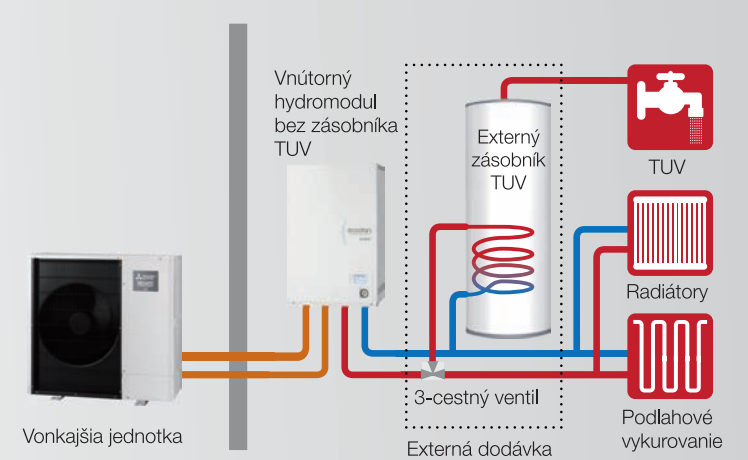 Vnútorný
hydromodul
bez zásobníka
TUV
Externý
zásobník
TUV
TUV
ecodan
Radiátory
3-cestný ventil
Podlahové
vykurovanie
Vonkajšia jednotka
Externá dodávka